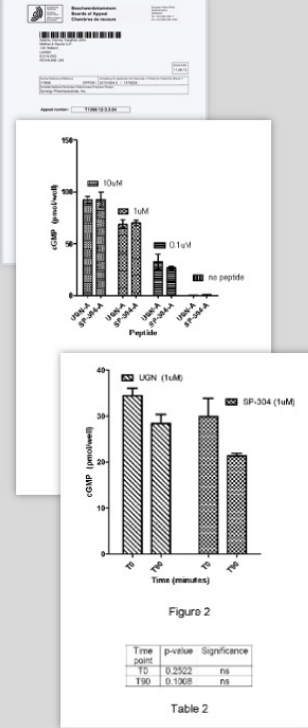 Beschwerdekammern
Boards of Appeal
Chambres de recours
Appeal number:
150
100
50
0
cGMP (pmol/well)
10uM
1uM
0.1uM
no peptide
UGN-A
SP-304-A
UGN-A
SP-304-A
UGN-A
SP-304-A
UGN-A
SP-304-A
Peptide
40
30
20
10
0
cGMP (pmol/well)
UGN (1uM)
SP-304 (1uM)
T0
T90
T0
T90
Time (minutes)
Figure 2
Time point p-value Significance
T0 0.2522 ns
T90 0.1008 ns
Table 2